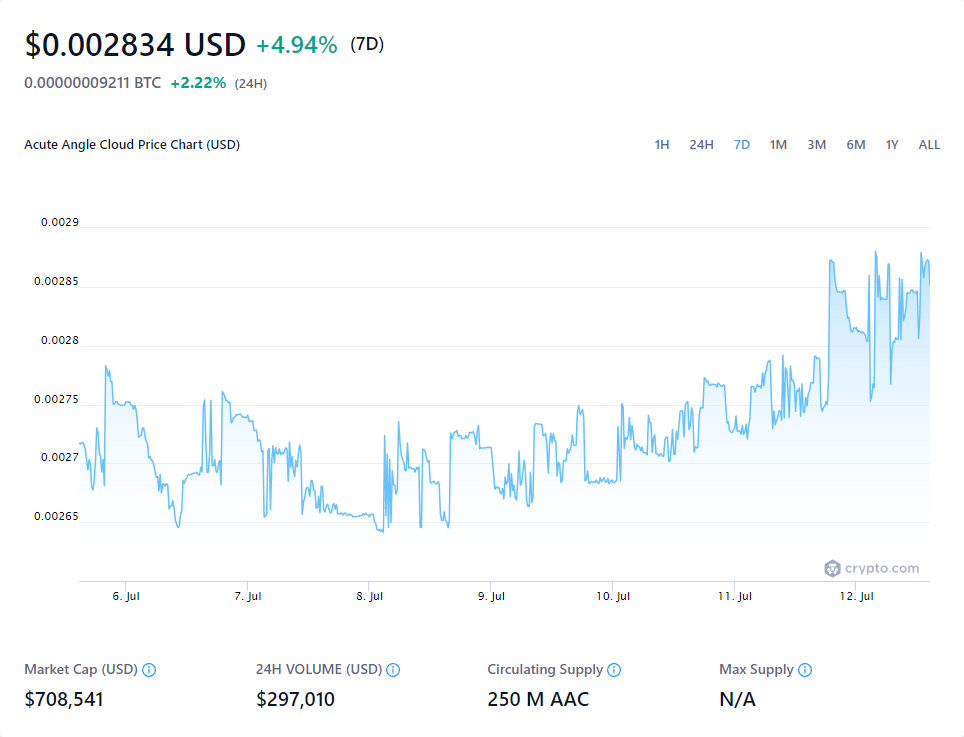 $0.002834 USD +4.94% (7D)
0.00000009211 BTC +2.22% (24H)
Acute Angle Cloud Price Chart (USD) 1H 24H 7D 1M 3M 6M 1Y ALL
0.0029
0.00285
0.0028
0.00275
0.0027
0.00265
crypto.com
6. Jul 7. Jul 8. Jul 9. Jul 10. Jul 11. Jul 12. Jul
Market Cap (USD) 24H VOLUME (USD) Circulating Supply Max Supply
$708,541 $297,010 250 M AAC N/A